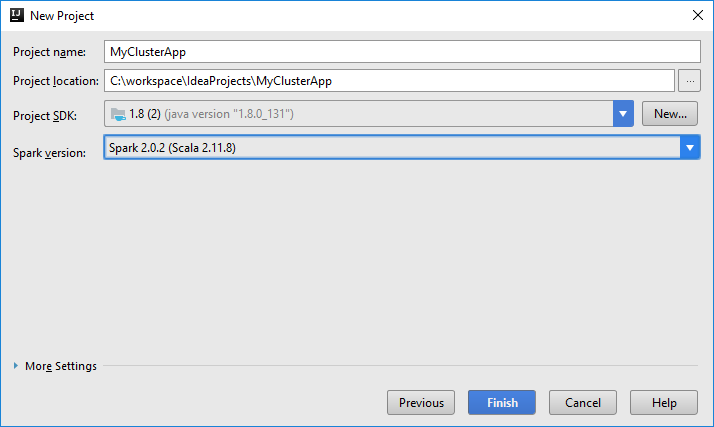 New Project
Project name: MyClusterApp
Project location: C:\workspace\IdeaProjects\MyClusterApp ...
Project SDK: 1.8 (2) (java version "1.8.0_131") New...
Spark version: Spark 2.0.2 (Scala 2.11.8)
More Settings
Previous Finish Cancel Help